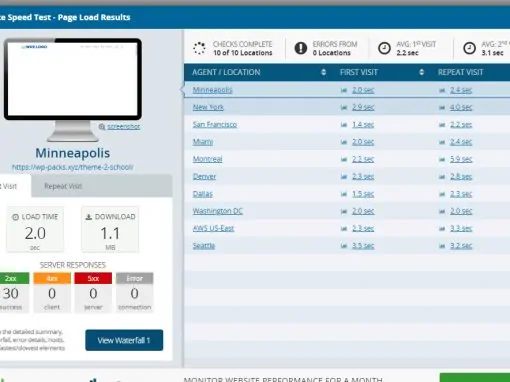 te Speed Test - Page Load Results
CHECKS COMPLETE
10 of 10 Locations
ERRORS FROM
0 Locations
AVG. 1ST VISIT
2.2 sec
AVG. 2ND
3.1 sec
AGENT / LOCATION FIRST VISIT REPEAT VISIT
Minneapolis 2.0 sec 2.4 sec
New York 2.9 sec 4.0 sec
San Francisco 1.4 sec 2.2 sec
Miami 2.0 sec 2.4 sec
Montreal 2.2 sec 5.9 sec
Denver 2.3 sec 2.8 sec
Dallas 1.5 sec 2.3 sec
Washington DC 2.0 sec 2.0 sec
AWS US-East 2.3 sec 3.3 sec
Seattle 3.5 sec 3.2 sec
screenshot
Minneapolis
https://wp-packs.xyz/theme-2-school/
t Visit Repeat Visit
LOAD TIME
2.0
sec
DOWNLOAD
1.1
MB
SERVER RESPONSES
2xx 4xx 5xx Error
30 0 0 0
success client server connection
the detailed summary,
rfall, error details, hosts,
fastest/slowest elements
View Waterfall 1
MONITOR WEBSITE PERFORMANCE FOR A MONTH